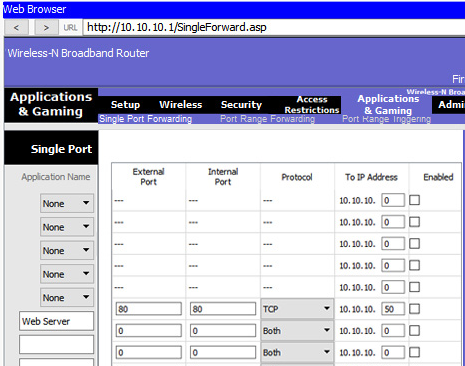 Web Browser
< > URL http://10.10.10.1/SingleForward.asp
Wireless-N Broadband Router
Fir
Wireless-N Broa
Applications & Gaming
Setup Wireless Security Access Restrictions Applications & Gaming Admi
Single Port Forwarding Port Range Forwarding Port Range Triggering
Single Port
Application Name
External Port Internal Port Protocol To IP Address Enabled
None --- --- --- 10.10.10. 0
None --- --- --- 10.10.10. 0
None --- --- --- 10.10.10. 0
None --- --- --- 10.10.10. 0
None --- --- --- 10.10.10. 0
Web Server 80 80 TCP 10.10.10. 50
0 0 Both 10.10.10. 0
0 0 Both 10.10.10. 0